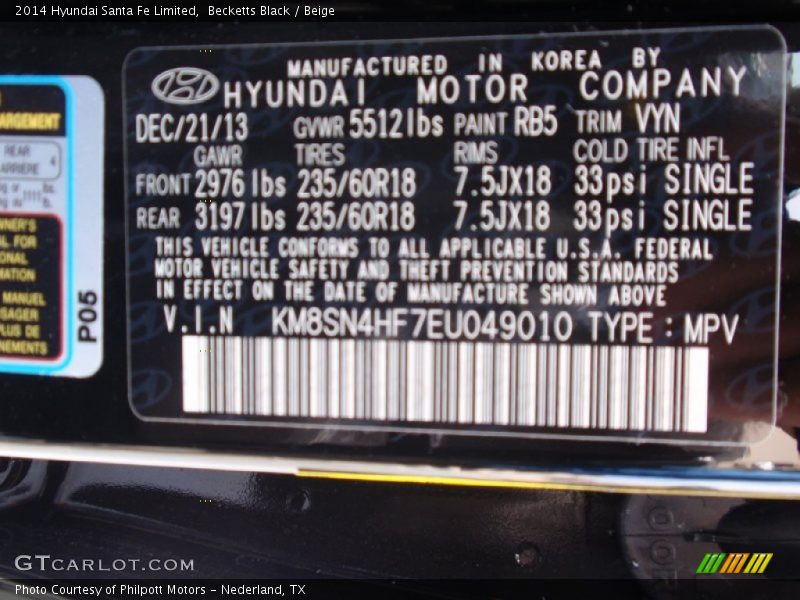 2014 Hyundai Santa Fe Limited,  Becketts Black / Beige
MANUFACTURED IN KOREA BY
HYUNDAI MOTOR COMPANY
DEC/21/13 GVWR 5512lbs PAINT RB5 TRIM VYN
GAWR TIRES RIMS COLD TIRE INFL
FRONT 2976 lbs 235/60R18 7.5JX18 33psi SINGLE
REAR 3197 lbs 235/60R18 7.5JX18 33psi SINGLE
THIS VEHICLE CONFORMS TO ALL APPLICABLE U.S.A. FEDERAL
MOTOR VEHICLE SAFETY AND THEFT PREVENTION STANDARDS
IN EFFECT ON THE DATE OF MANUFACTURE SHOWN ABOVE
V.I.N KM8SN4HF7EU049010 TYPE : MPV
REAR
4
P05
MANUEL
PLUS DE
GTCARLOT.COM
Photo Courtesy of Philpott Motors - Nederland, TX